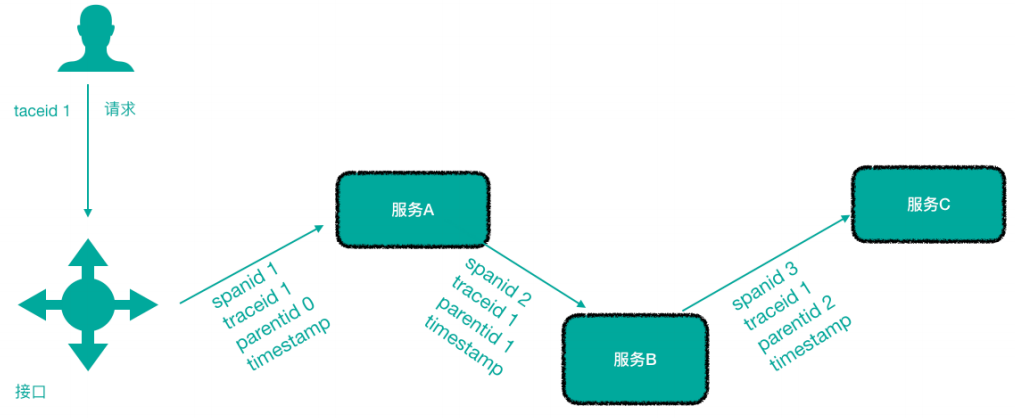 taceid 1
请求
接口
spanid 1
traceid 1
parentid 0
timestamp
服务A
spanid 2
traceid 1
parentid 1
timestamp
服务B
spanid 3
traceid 1
parentid 2
timestamp
服务C